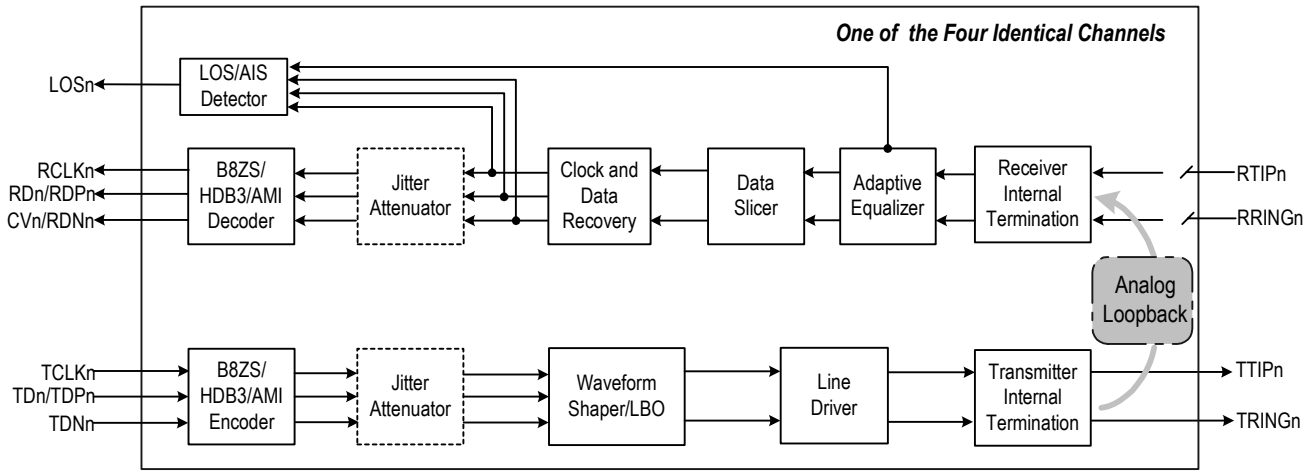 One of the Four Identical Channels
LOSn
LOS/AIS
Detector
RCLKn
RDn/RDPn
CVn/RDNn
B8ZS/
HDB3/AMI
Decoder
Jitter
Attenuator
Clock and
Data
Recovery
Data
Slicer
Adaptive
Equalizer
Receiver
Internal
Termination
RTIPn
RRINGn
Analog
Loopback
TCLKn
TDn/TDPn
TDNn
B8ZS/
HDB3/AMI
Encoder
Jitter
Attenuator
Waveform
Shaper/LBO
Line
Driver
Transmitter
Internal
Termination
TTIPn
TRINGn